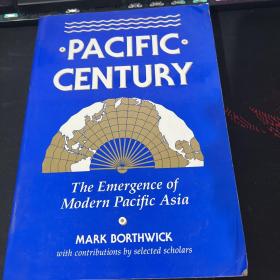 • PACIFIC •
CENTURY
The Emergence of
Modern Pacific Asia
MARK BORTHWICK
with contributions by selected scholars